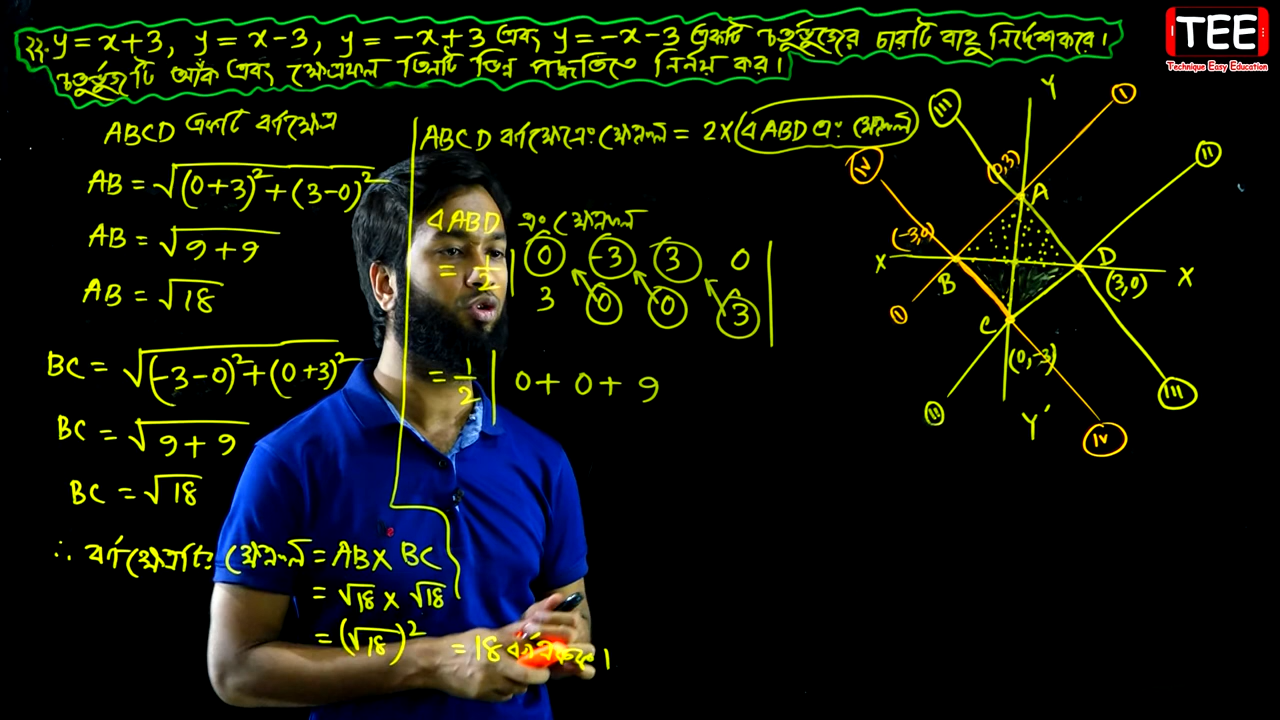 ২২. y = x+3, y = x-3, y = -x+3 এবং y = -x-3 একটি চতুর্ভুজের চারটি বাহু নির্দেশ করে।
চতুর্ভুজটি আঁক এবং ক্ষেত্রফল তিনটি ভিন্ন পদ্ধতিতে নির্ণয় কর।
TEE
Technique Easy Education
ABCD একটি বর্গক্ষেত্র
AB = √(0+3)²+(3-0)²
AB = √9+9
AB = √18
BC = √(-3-0)²+(0+3)²
BC = √9+9
BC = √18
∴ বর্গক্ষেত্রটির ক্ষেত্রফল = AB X BC
= √18 X √18
= (√18)² = 18 বর্গ একক।
ABCD বর্গক্ষেত্রের ক্ষেত্রফল = 2X(△ABD এর ক্ষেত্রফল)
△ABD এর ক্ষেত্রফল
= 1/2 | 0 -3 3 0 |
3 0 0 3
= 1/2 | 0+ 0+ 9
Y
I
III
II
IV
(0,3)
A
(-3,0)
X
B
D
X
(3,0)
I
C
(0,-3)
II
III
Y′
IV